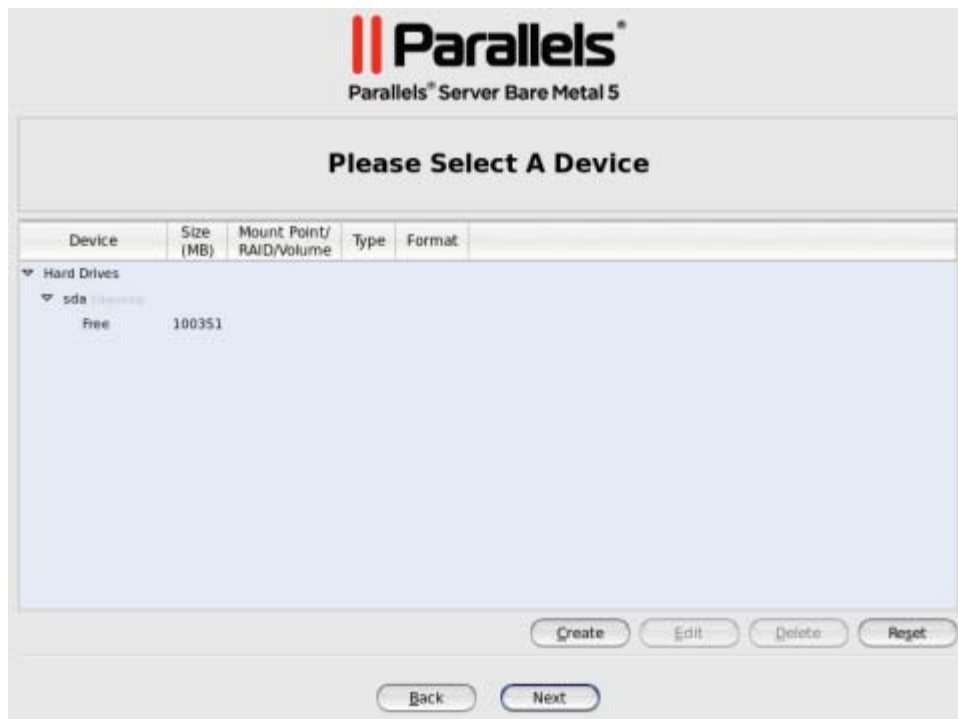 Parallels®
Parallels® Server Bare Metal 5
Please Select A Device
Device Size (MB) Mount Point/ RAID/Volume Type Format
Hard Drives
sda
Free 100351
Create Edit Delete Reset
Back Next